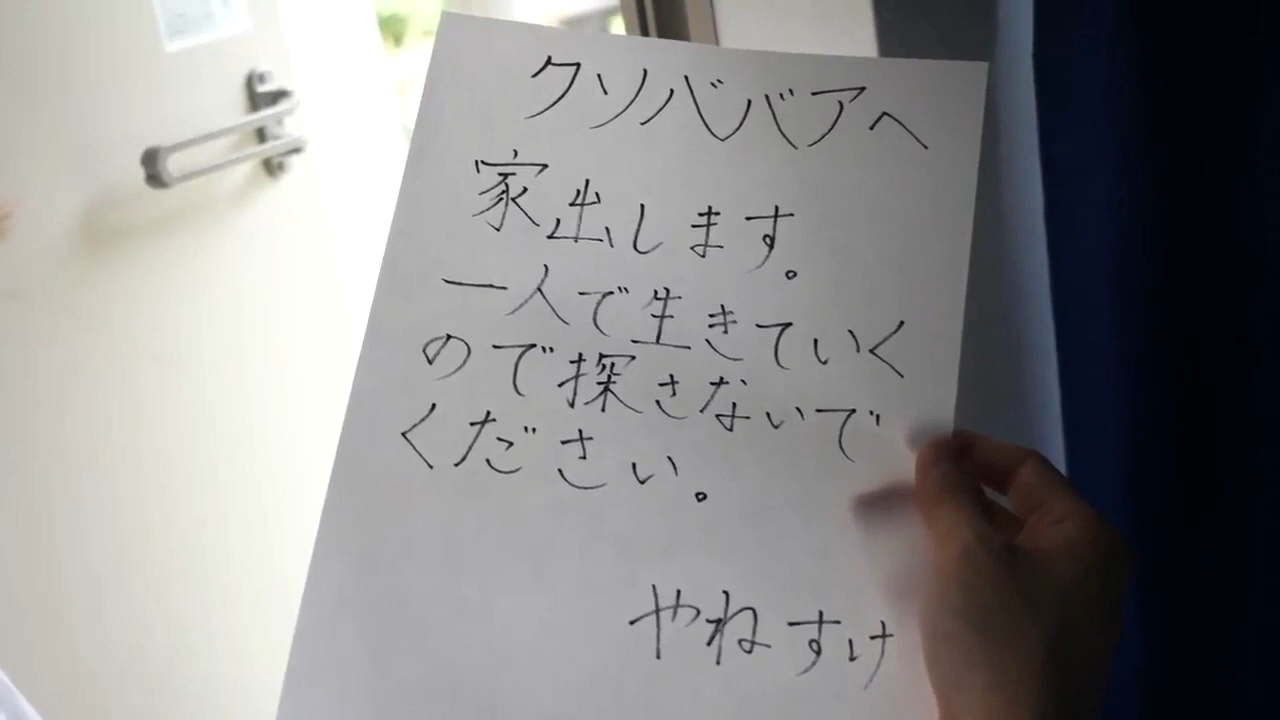 クソババアへ
家出します。
一人で生きていく
ので探さないで
ください。
やねすけ